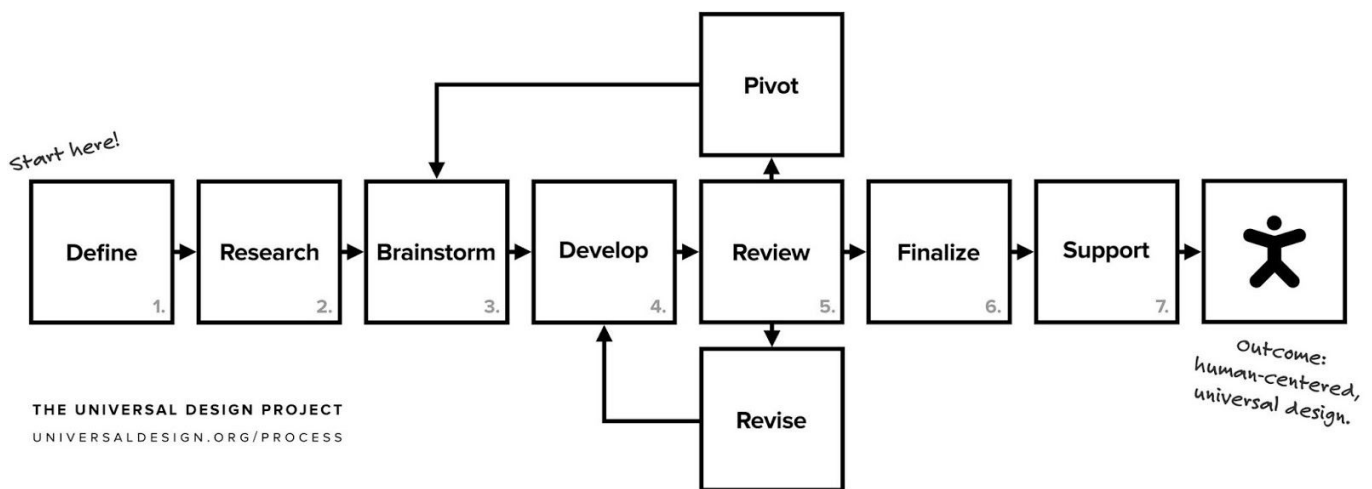 Pivot
Start here!
Define
1.
Research
2.
Brainstorm
3.
Develop
4.
Review
5.
Finalize
6.
Support
7.
Outcome:
human-centered,
universal design.
Revise
THE UNIVERSAL DESIGN PROJECT
UNIVERSALDESIGN.ORG/PROCESS